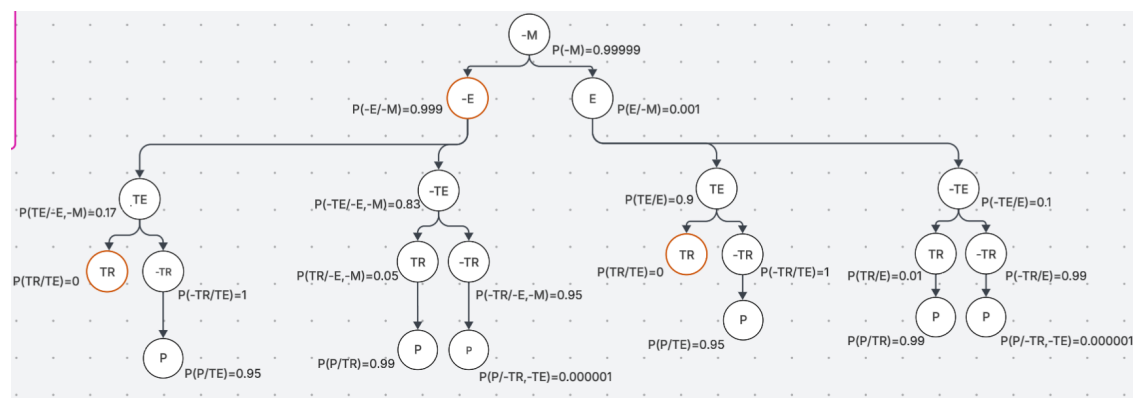 -M
P(-M)=0.99999
-E
E
P(-E/-M)=0.999
P(E/-M)=0.001
TE
-TE
TE
-TE
P(TE/-E,-M)=0.17
P(-TE/-E,-M)=0.83
P(TE/E)=0.9
P(-TE/E)=0.1
TR
-TR
TR
-TR
TR
-TR
TR
-TR
P(TR/TE)=0
P(-TR/TE)=1
P(TR/-E,-M)=0.05
P(-TR/-E,-M)=0.95
P(TR/TE)=0
P(-TR/TE)=1
P(TR/E)=0.01
P(-TR/E)=0.99
P
P
P
P
P
P
P(P/TE)=0.95
P(P/TR)=0.99
P(P/-TR,-TE)=0.000001
P(P/TE)=0.95
P(P/TR)=0.99
P(P/-TR,-TE)=0.000001